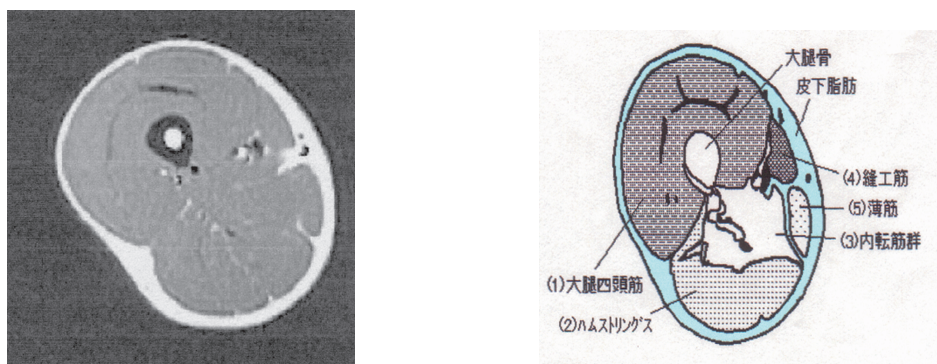 大腿骨
皮下脂肪
(4)縫工筋
(5)薄筋
(3)内転筋群
(1)大腿四頭筋
(2)ﾊﾑｽﾄﾘﾝｸﾞｽ